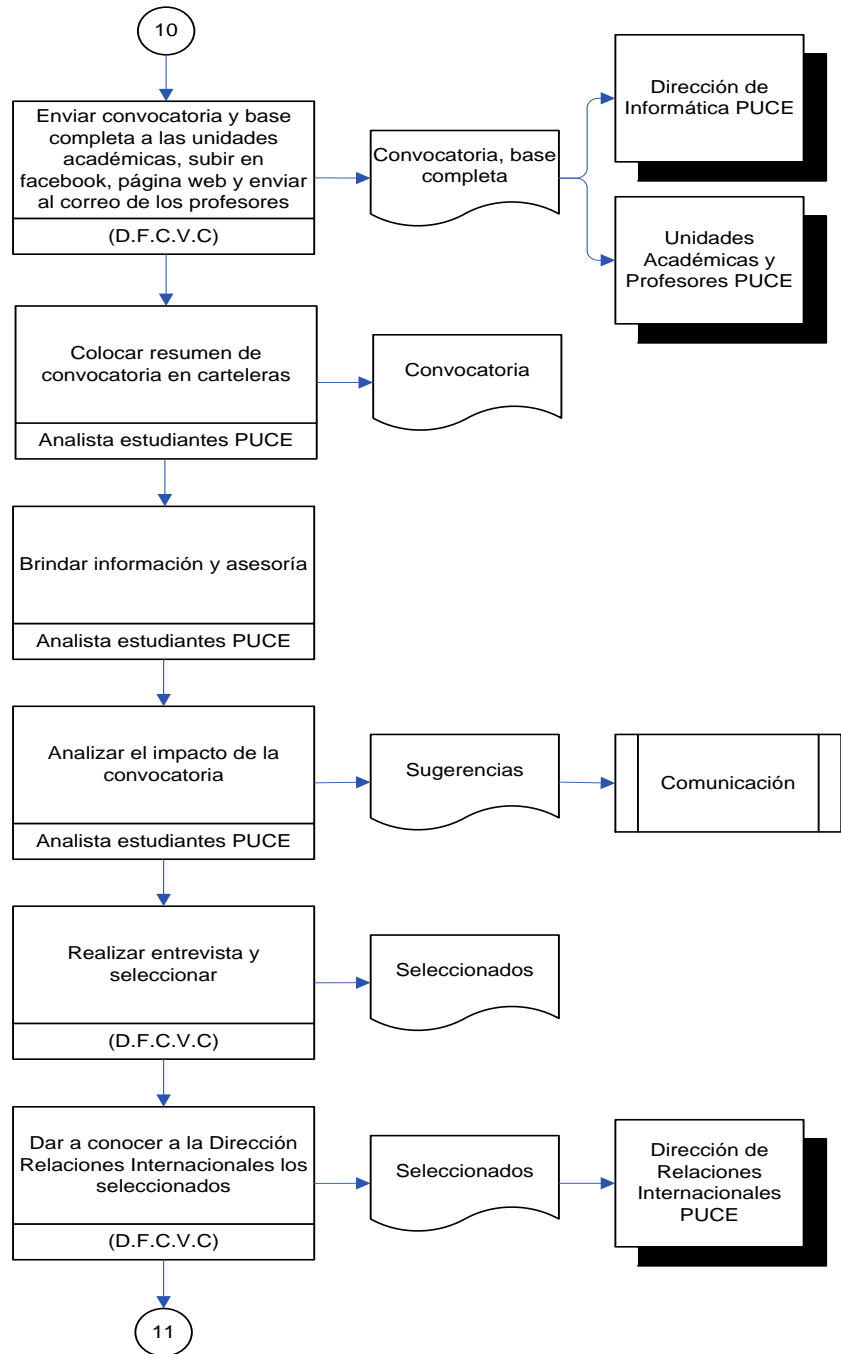 10
Enviar convocatoria y base
completa a las unidades
académicas, subir en
facebook, página web y enviar
al correo de los profesores
(D.F.C.V.C)
Convocatoria, base
completa
Dirección de
Informática PUCE
Unidades
Académicas y
Profesores PUCE
Colocar resumen de
convocatoria en carteleras
Analista estudiantes PUCE
Convocatoria
Brindar información y asesoría
Analista estudiantes PUCE
Analizar el impacto de la
convocatoria
Analista estudiantes PUCE
Sugerencias
Comunicación
Realizar entrevista y
seleccionar
(D.F.C.V.C)
Seleccionados
Dar a conocer a la Dirección
Relaciones Internacionales los
seleccionados
(D.F.C.V.C)
Seleccionados
Dirección de
Relaciones
Internacionales
PUCE
11